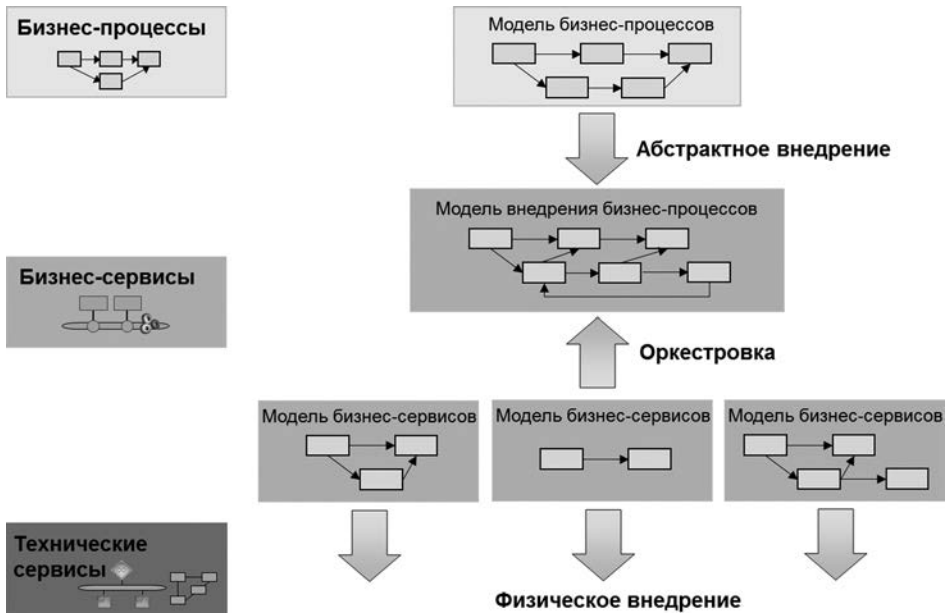 Бизнес-процессы
Модель бизнес-процессов
Абстрактное внедрение
Модель внедрения бизнес-процессов
Бизнес-сервисы
Оркестровка
Модель бизнес-сервисов
Модель бизнес-сервисов
Модель бизнес-сервисов
Технические
сервисы
Физическое внедрение